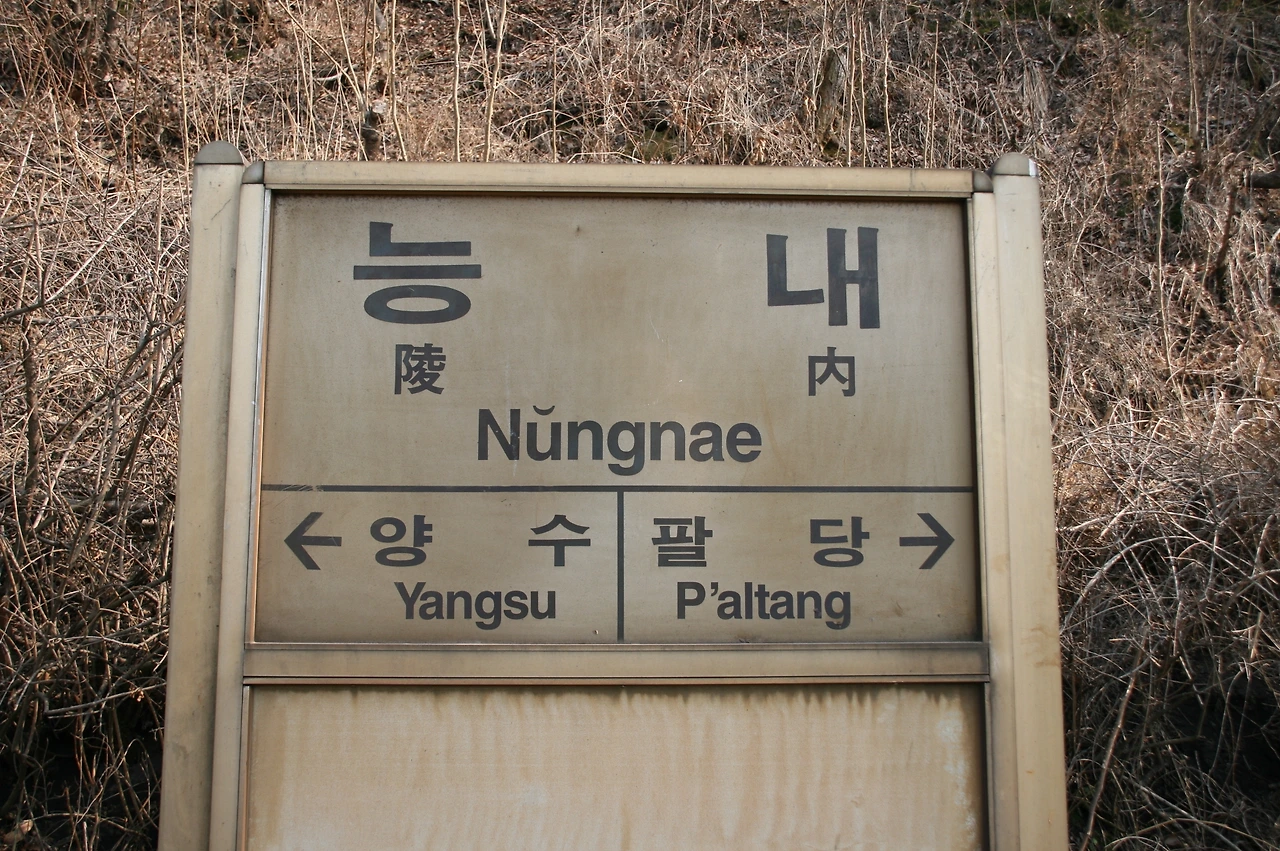 능 내
陵 内
Nŭngnae
← 양 수 팔 당 →
Yangsu P'altang